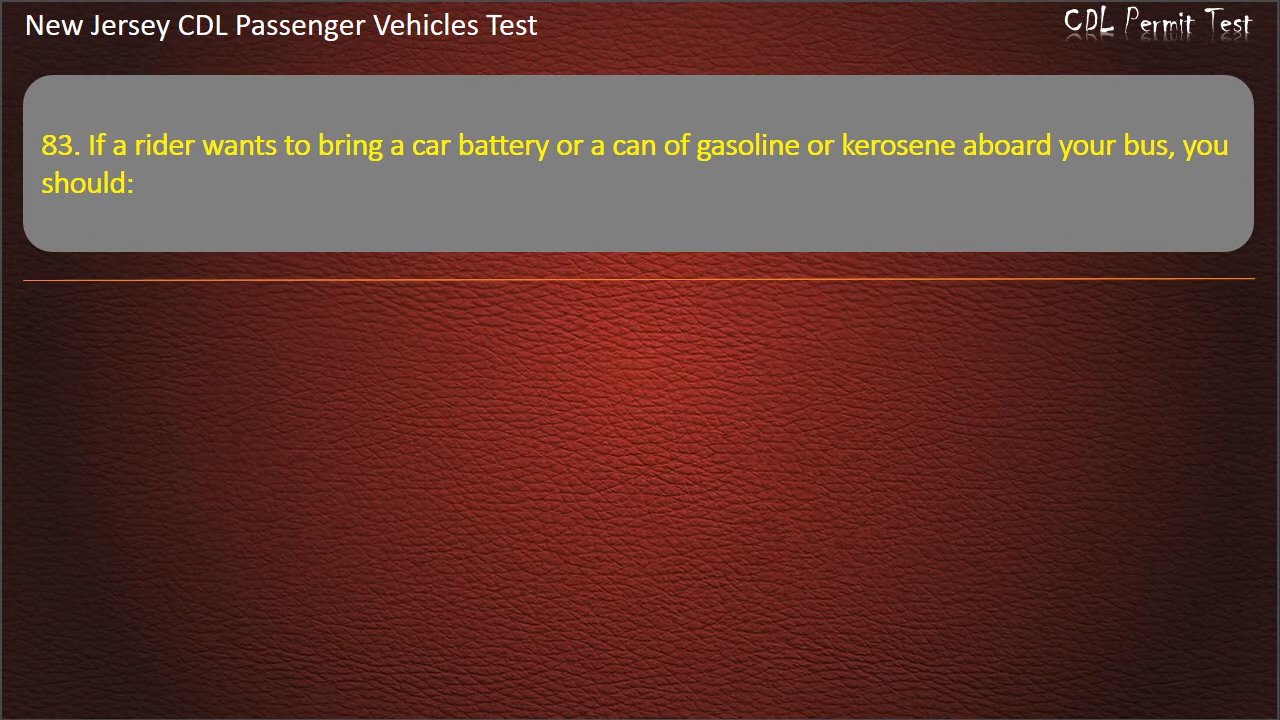 New Jersey CDL Passenger Vehicles Test
CDL Permit Test
83. If a rider wants to bring a car battery or a can of gasoline or kerosene aboard your bus, you
should: